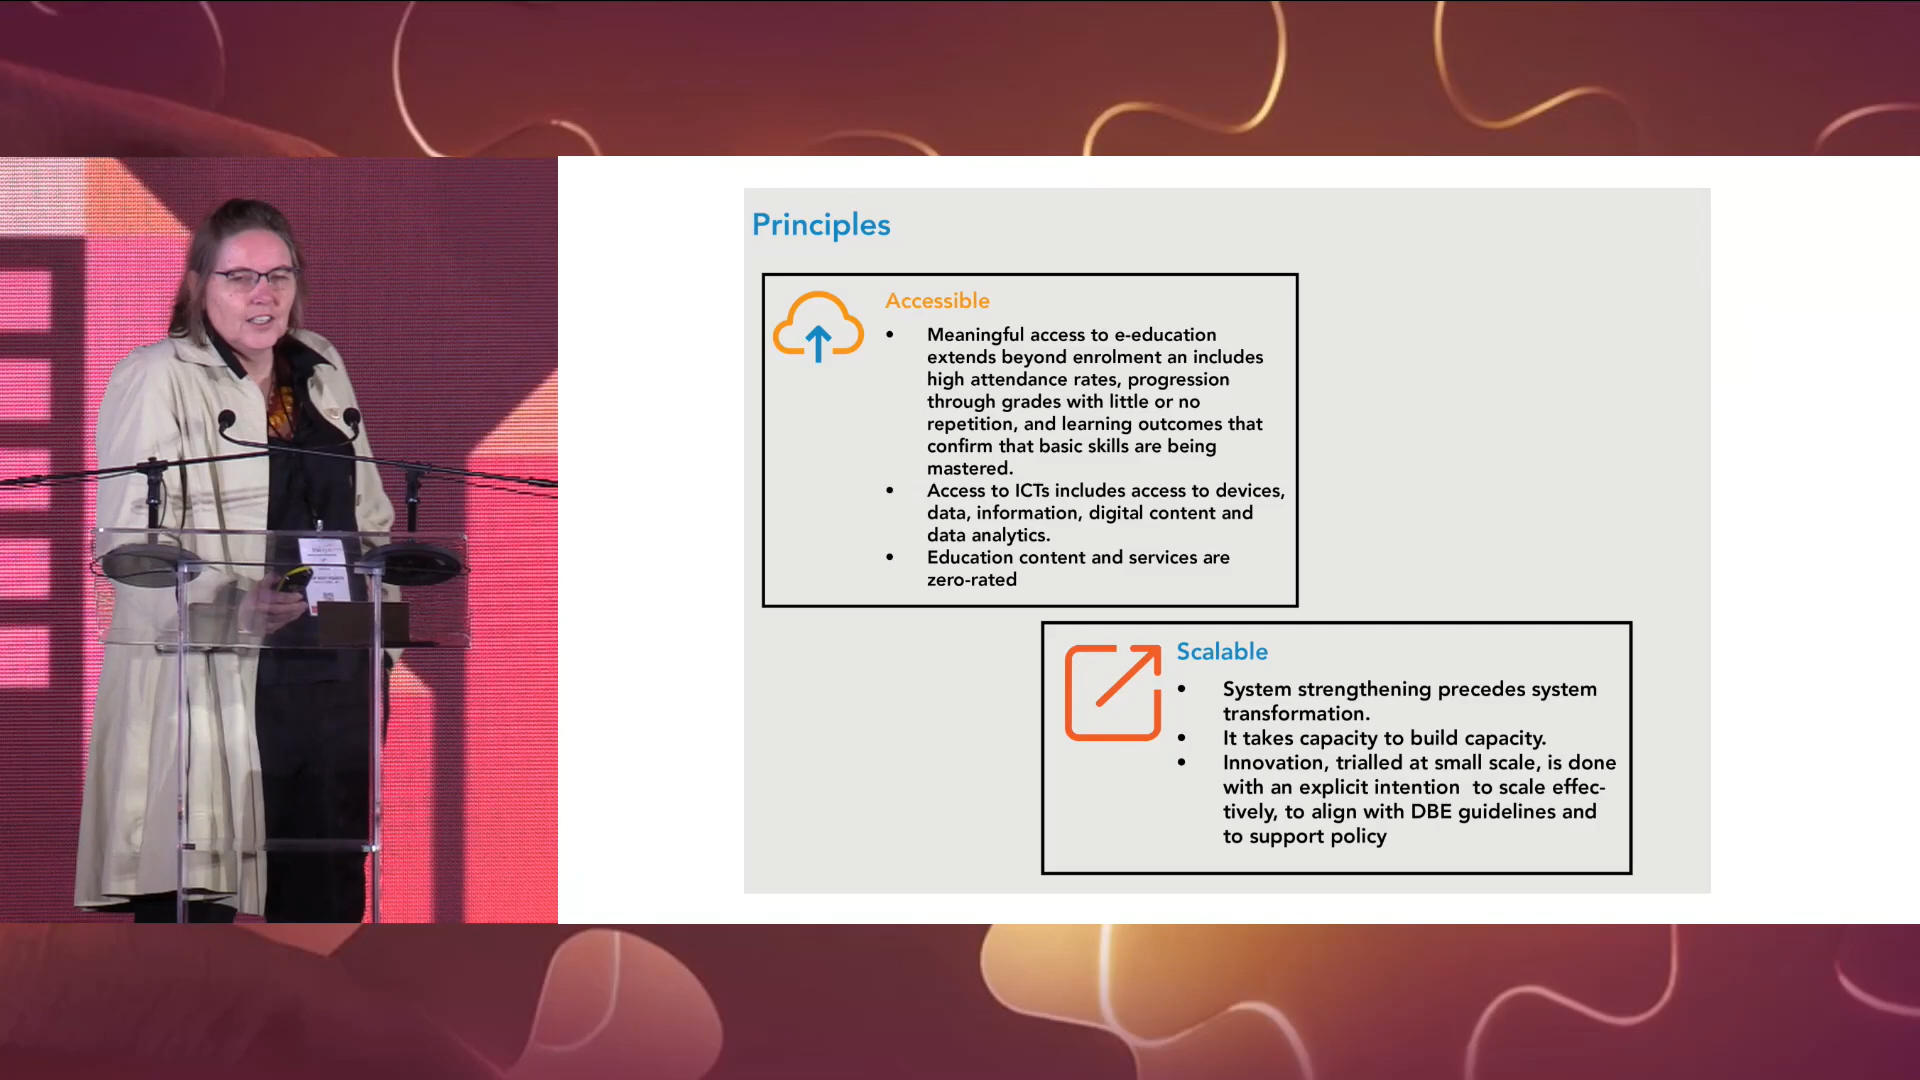 Principles
Accessible
• Meaningful access to e-education
extends beyond enrolment an includes
high attendance rates, progression
through grades with little or no
repetition, and learning outcomes that
confirm that basic skills are being
mastered.
• Access to ICTs includes access to devices,
data, information, digital content and
data analytics.
• Education content and services are
zero-rated
Scalable
• System strengthening precedes system
transformation.
• It takes capacity to build capacity.
• Innovation, trialled at small scale, is done
with an explicit intention  to scale effec-
tively, to align with DBE guidelines and
to support policy